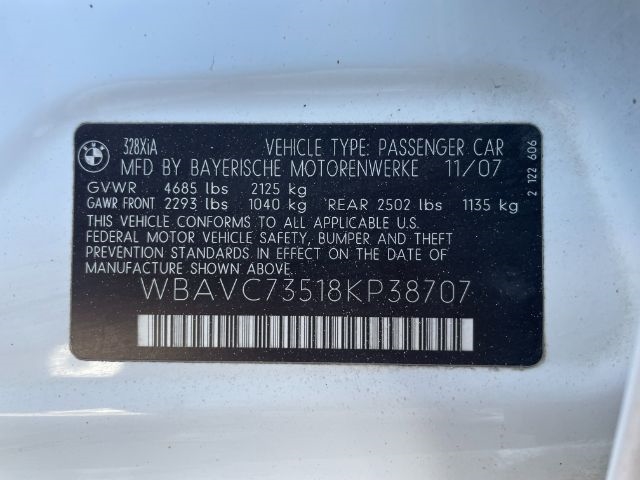 BMW
328XiA VEHICLE TYPE: PASSENGER CAR
MFD BY BAYERISCHE MOTORENWERKE 11/07
GVWR 4685 lbs 2125 kg
GAWR FRONT 2293 lbs 1040 kg REAR 2502 lbs 1135 kg
THIS VEHICLE CONFORMS TO ALL APPLICABLE U.S.
FEDERAL MOTOR VEHICLE SAFETY, BUMPER AND THEFT
PREVENTION STANDARDS IN EFFECT ON THE DATE OF
MANUFACTURE SHOWN ABOVE.
WBAVC73518KP38707
2 122 606